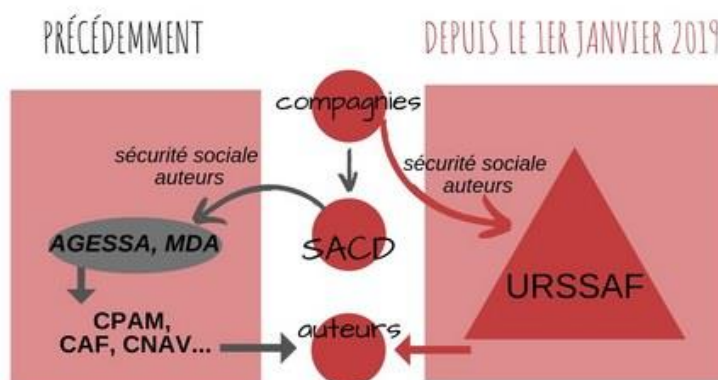 PRÉCÉDEMMENT
DEPUIS LE 1ER JANVIER 2019
compagnies
sécurité sociale
auteurs
sécurité sociale
auteurs
AGESSA, MDA
SACD
URSSAF
CPAM,
CAF, CNAV...
auteurs